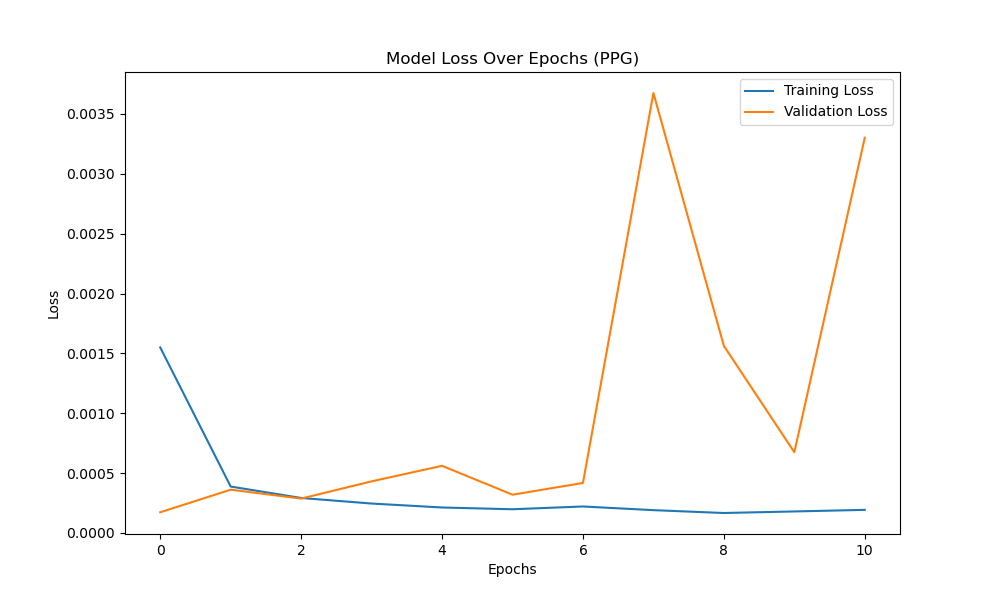 Model Loss Over Epochs (PPG)
Training Loss
Validation Loss
0.0035
0.0030
0.0025
0.0020
0.0015
0.0010
0.0005
0.0000
Loss
0 2 4 6 8 10
Epochs